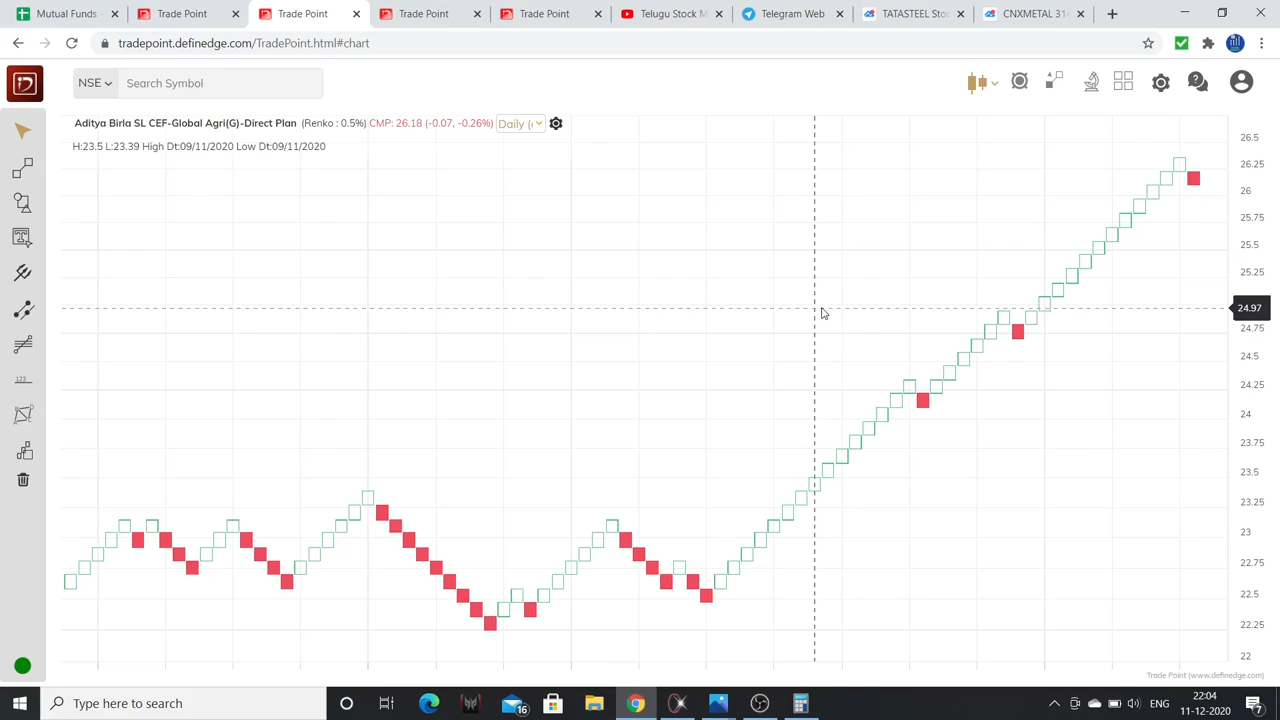 Mutual Funds -
Trade Point
Trade Point
Trade Point
Trade Point
Telugu Stock M
Telegram Web
TATASTEEL Sto
CNXMETAL 314
tradepoint.definedge.com/TradePoint.html#chart
NSE
Search Symbol
Aditya Birla SL CEF-Global Agri(G)-Direct Plan (Renko : 0.5%) CMP: 26.18 (-0.07, -0.26%) Daily (
H:23.5 L:23.39 High Dt:09/11/2020 Low Dt:09/11/2020
26.5
26.25
26
25.75
25.5
25.25
24.97
24.75
24.5
24.25
24
23.75
23.5
23.25
23
22.75
22.5
22.25
22
123
Trade Point (www.definedge.com)
Type here to search
16
ENG
22:04
11-12-2020
7